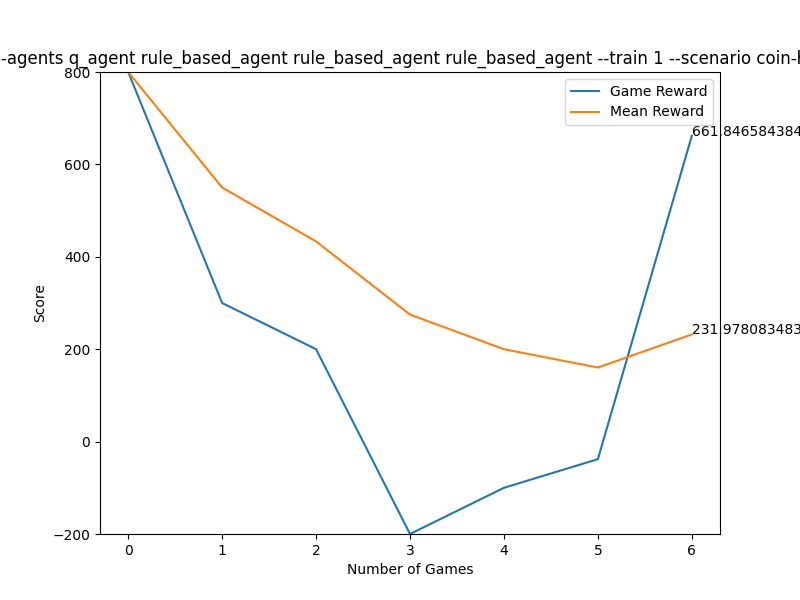 --agents q_agent rule_based_agent rule_based_agent rule_based_agent --train 1 --scenario coin-h
Game Reward
Mean Reward
800
600
400
200
0
−200
Score
661.846584384
231.978083483
0 1 2 3 4 5 6
Number of Games